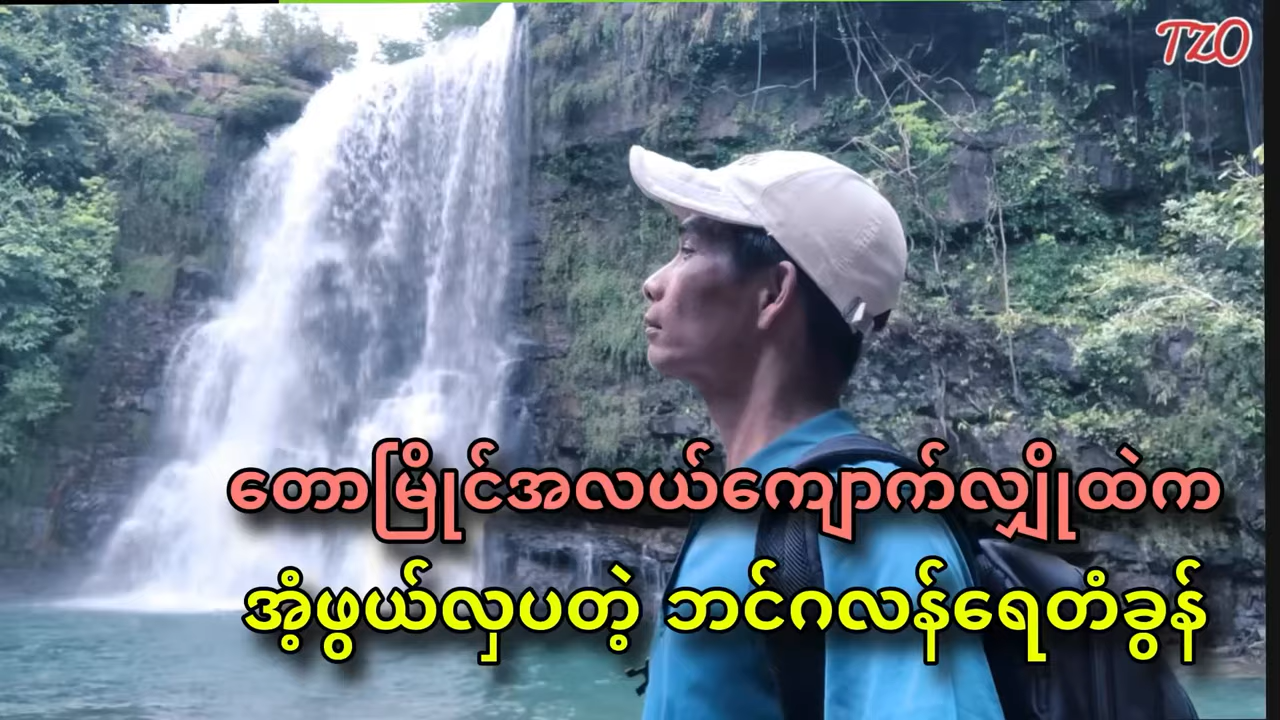 TZO
တောမြိုင်အလယ်ကျောက်လျှိုထဲက
အံ့ဖွယ်လှပတဲ့ ဘင်ဂလန်ရေတံခွန်